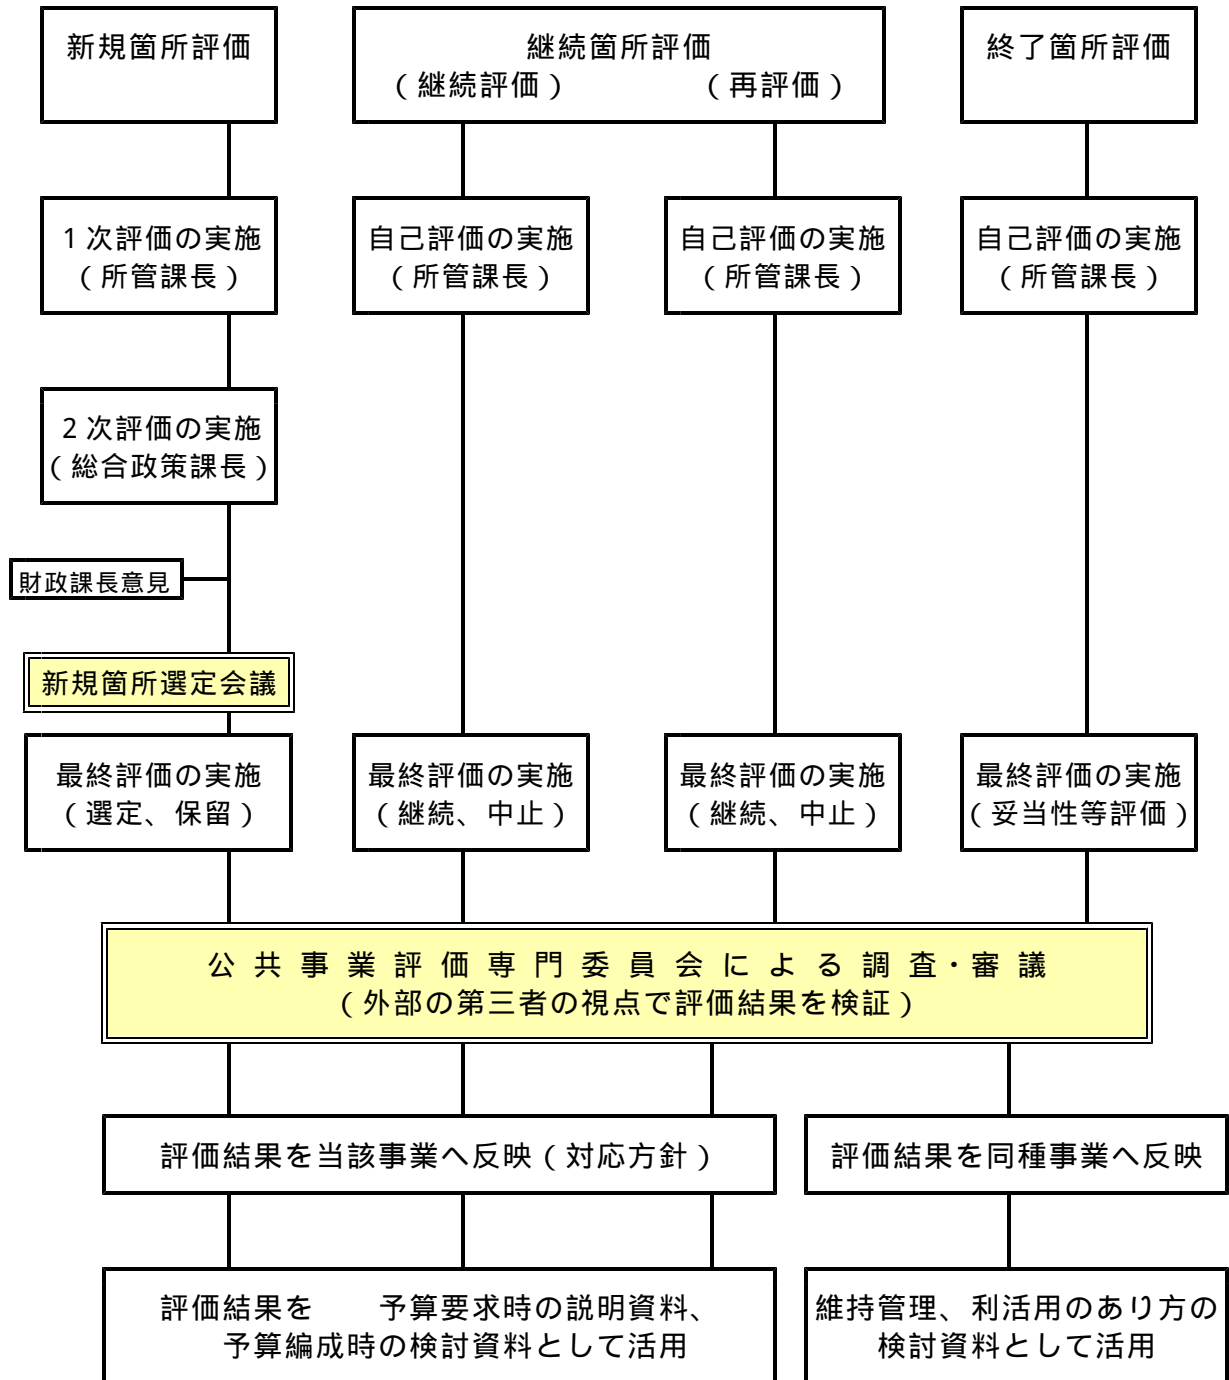 新規箇所評価
継続箇所評価
（継続評価）　　　　（再評価）
終了箇所評価
１次評価の実施
（所管課長）
自己評価の実施
（所管課長）
自己評価の実施
（所管課長）
自己評価の実施
（所管課長）
２次評価の実施
（総合政策課長）
財政課長意見
新規箇所選定会議
最終評価の実施
（選定、保留）
最終評価の実施
（継続、中止）
最終評価の実施
（継続、中止）
最終評価の実施
（妥当性等評価）
公共事業評価専門委員会による調査・審議
（外部の第三者の視点で評価結果を検証）
評価結果を当該事業へ反映（対応方針）
評価結果を同種事業へ反映
評価結果を　　予算要求時の説明資料、
予算編成時の検討資料として活用
維持管理、利活用のあり方の
検討資料として活用